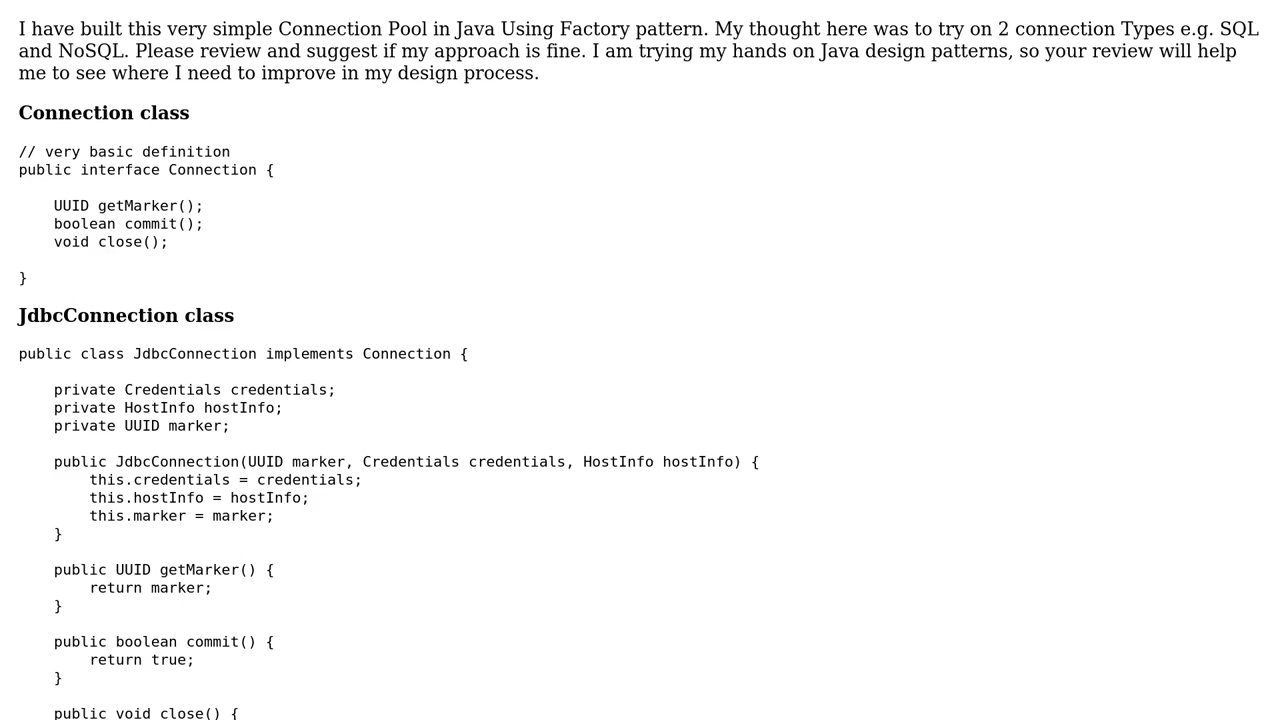 I have built this very simple Connection Pool in Java Using Factory pattern. My thought here was to try on 2 connection Types e.g. SQL
and NoSQL. Please review and suggest if my approach is fine. I am trying my hands on Java design patterns, so your review will help
me to see where I need to improve in my design process.
Connection class
// very basic definition
public interface Connection {
    UUID getMarker();
    boolean commit();
    void close();
}
JdbcConnection class
public class JdbcConnection implements Connection {
    private Credentials credentials;
    private HostInfo hostInfo;
    private UUID marker;
    public JdbcConnection(UUID marker, Credentials credentials, HostInfo hostInfo) {
        this.credentials = credentials;
        this.hostInfo = hostInfo;
        this.marker = marker;
    }
    public UUID getMarker() {
        return marker;
    }
    public boolean commit() {
        return true;
    }
    public void close() {